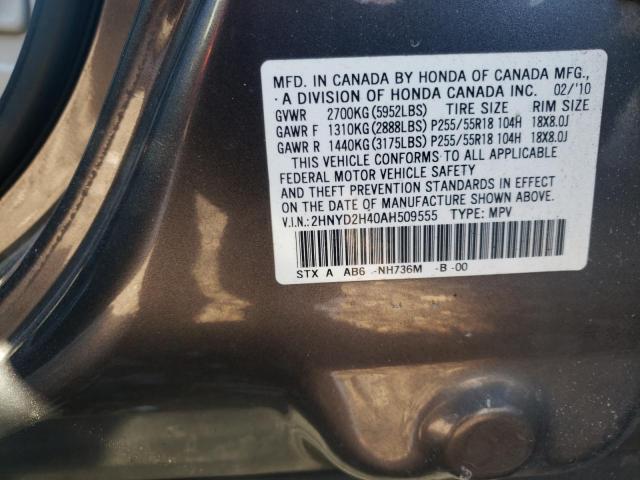 MFD. IN CANADA BY HONDA OF CANADA MFG.,
A DIVISION OF HONDA CANADA INC. 02/'10
GVWR 2700KG(5952LBS) TIRE SIZE RIM SIZE
GAWR F 1310KG(2888LBS) P255/55R18 104H 18X8.0J
GAWR R 1440KG(3175LBS) P255/55R18 104H 18X8.0J
THIS VEHICLE CONFORMS TO ALL APPLICABLE
FEDERAL MOTOR VEHICLE SAFETY
AND THEFT PREVENTION STANDARDS IN EFFECT
ON THE DATE OF MANUFACTURE SHOWN ABOVE.
V.I.N.: 2HNYD2H40AH509555 TYPE: MPV
STX A AB6 -NH736M -B -00